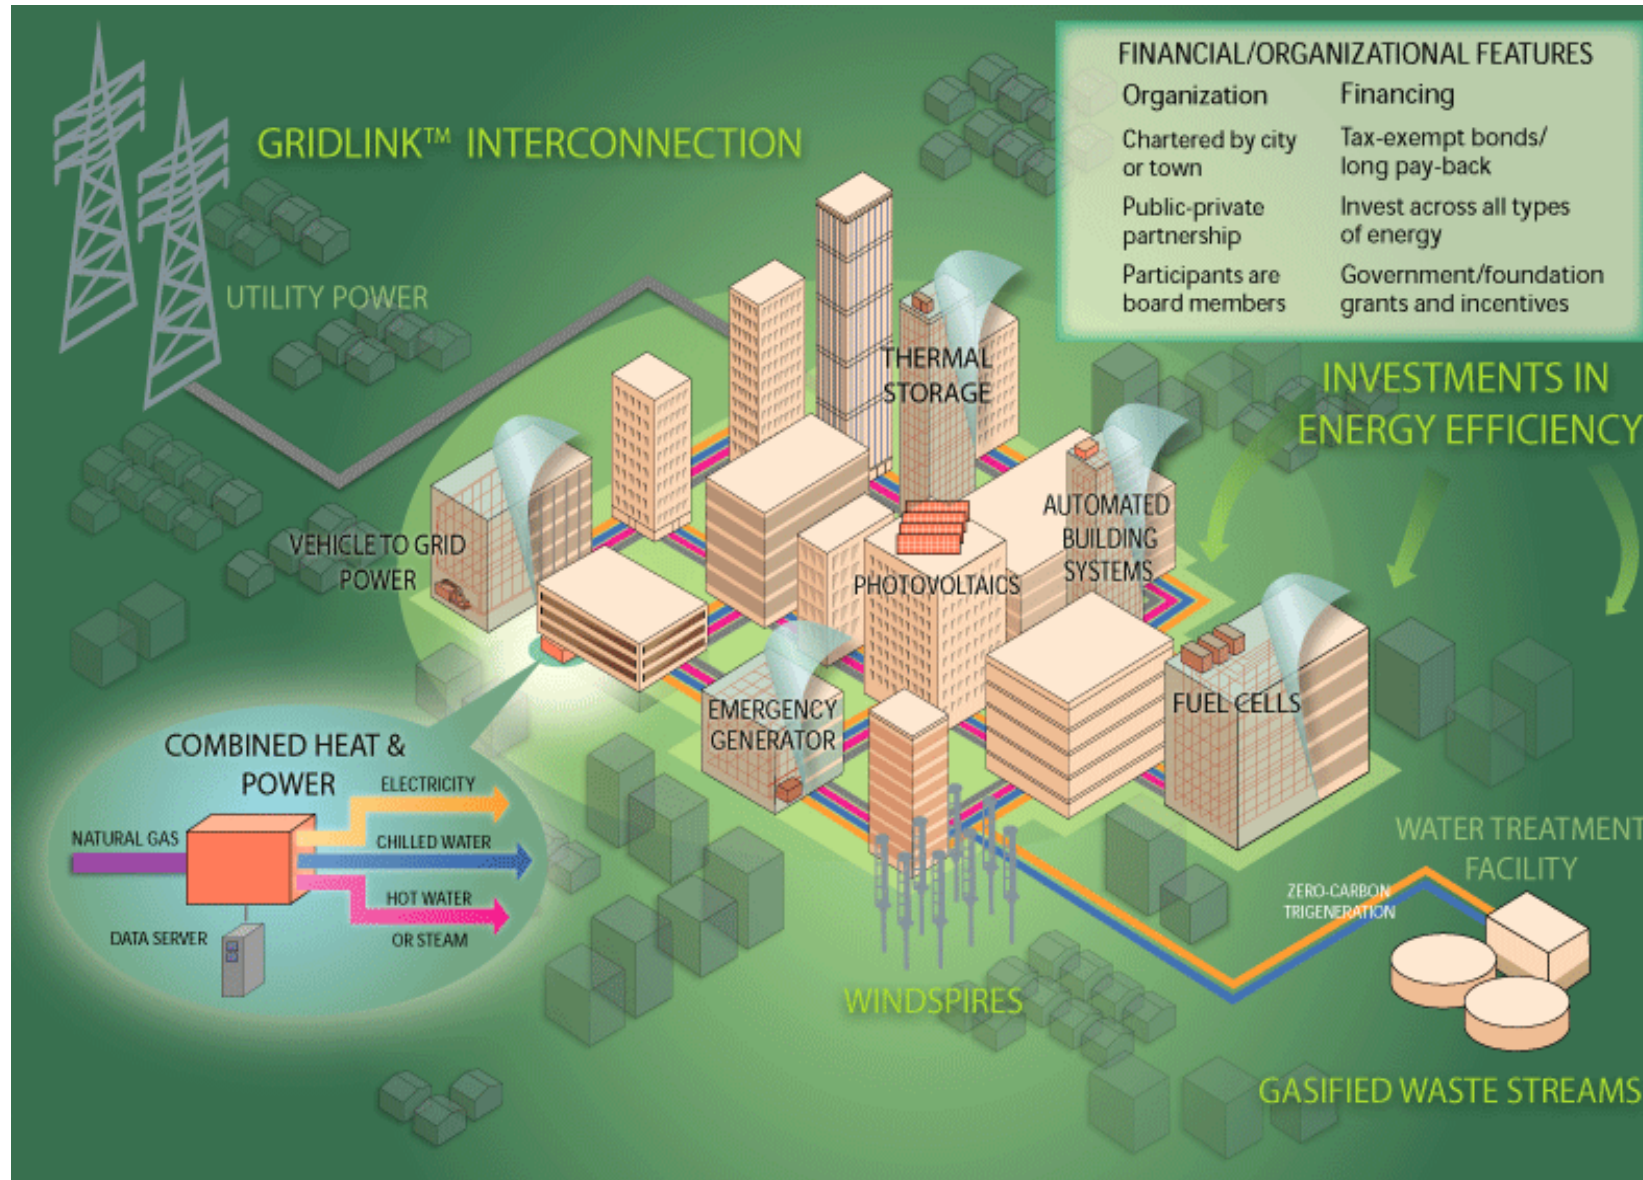 FINANCIAL/ORGANIZATIONAL FEATURES
Organization
Chartered by city
or town
Public-private
partnership
Participants are
board members
Financing
Tax-exempt bonds/
long pay-back
Invest across all types
of energy
Government/foundation
grants and incentives
GRIDLINK™ INTERCONNECTION
UTILITY POWER
THERMAL
STORAGE
INVESTMENTS IN
ENERGY EFFICIENCY
VEHICLE TO GRID
POWER
AUTOMATED
BUILDING
SYSTEMS
PHOTOVOLTAICS
EMERGENCY
GENERATOR
FUEL CELLS
COMBINED HEAT &
POWER
ELECTRICITY
NATURAL GAS
CHILLED WATER
HOT WATER
OR STEAM
DATA SERVER
WATER TREATMENT
FACILITY
ZERO-CARBON
TRIGENERATION
WINDSPIRES
GASIFIED WASTE STREAMS